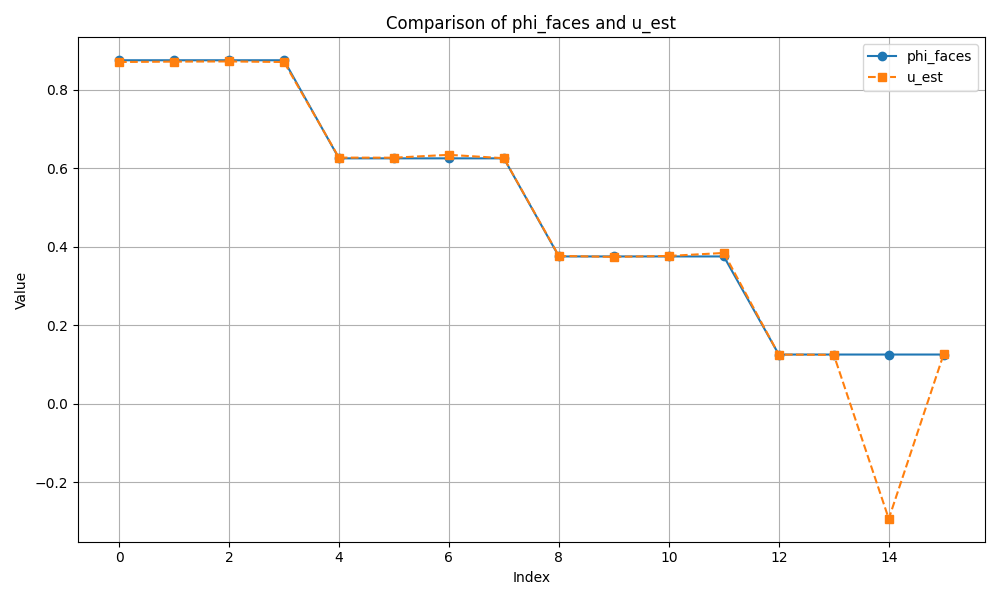 Comparison of phi_faces and u_est
phi_faces
u_est
0.8
0.6
0.4
0.2
0.0
−0.2
Value
0 2 4 6 8 10 12 14
Index